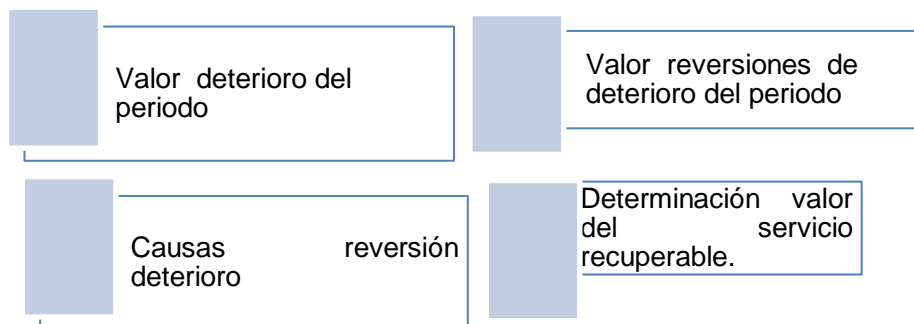 Valor deterioro del
periodo
Valor reversiones de
deterioro del periodo
Causas reversión
deterioro
Determinación valor
del servicio
recuperable.